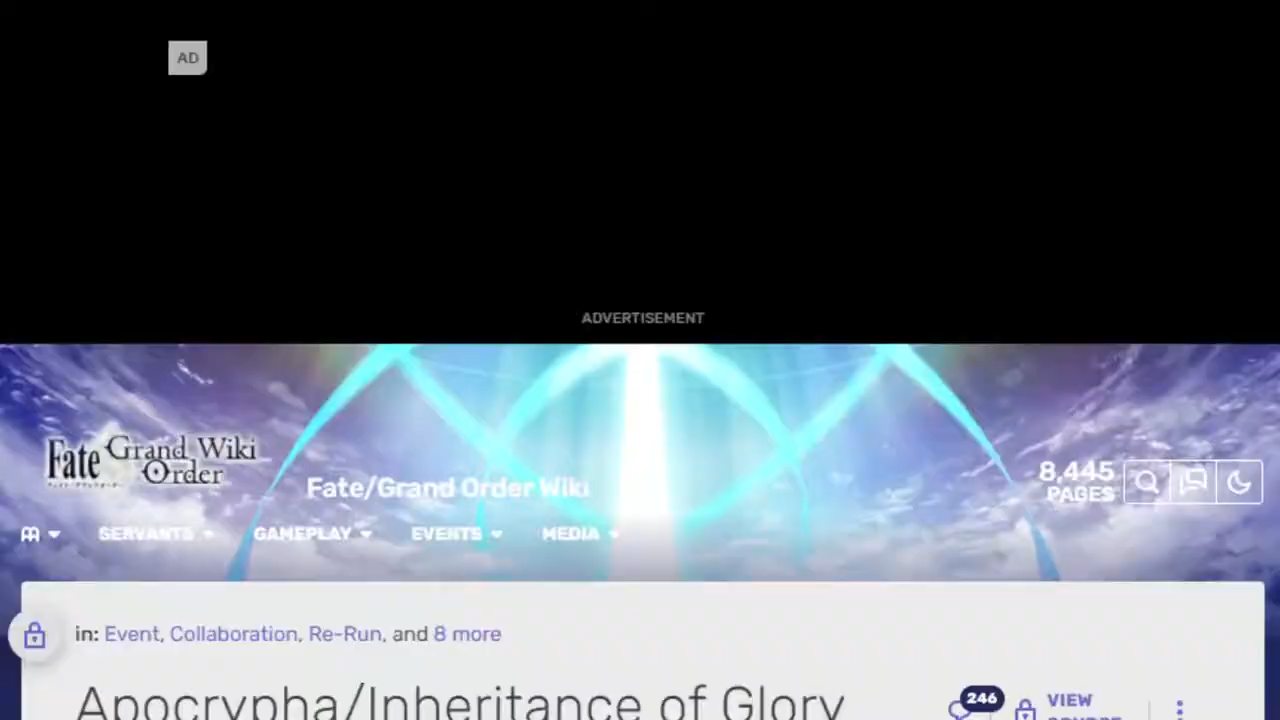 AD
ADVERTISEMENT
Fate Grand Order Wiki
Fate/Grand Order Wiki
8,445
PAGES
SERVANTS GAMEPLAY EVENTS MEDIA
in: Event, Collaboration, Re-Run, and 8 more
Apocrypha/Inheritance of Glory
246
VIEW
SOURCE